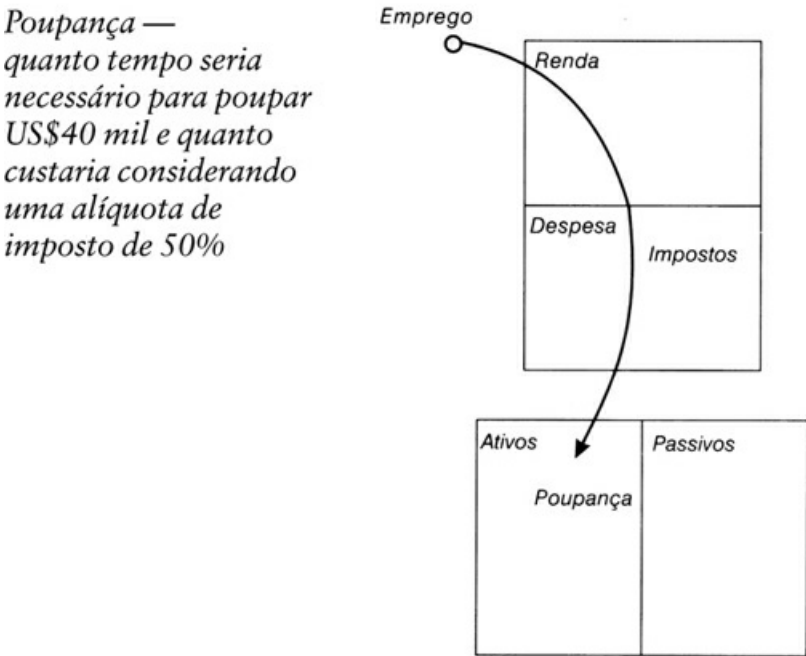 Poupança —
quanto tempo seria
necessário para poupar
US$40 mil e quanto
custaria considerando
uma alíquota de
imposto de 50%
Emprego
Renda
Despesa
Impostos
Ativos
Passivos
Poupança